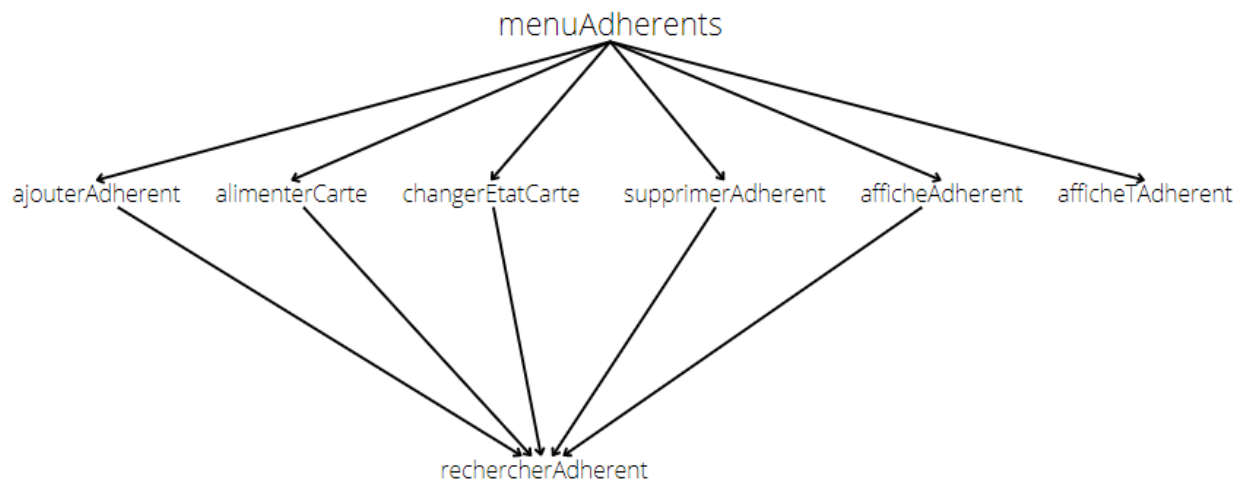 menuAdherents
ajouterAdherent alimenterCarte changerEtatCarte supprimerAdherent afficheAdherent afficheTAdherent
rechercherAdherent